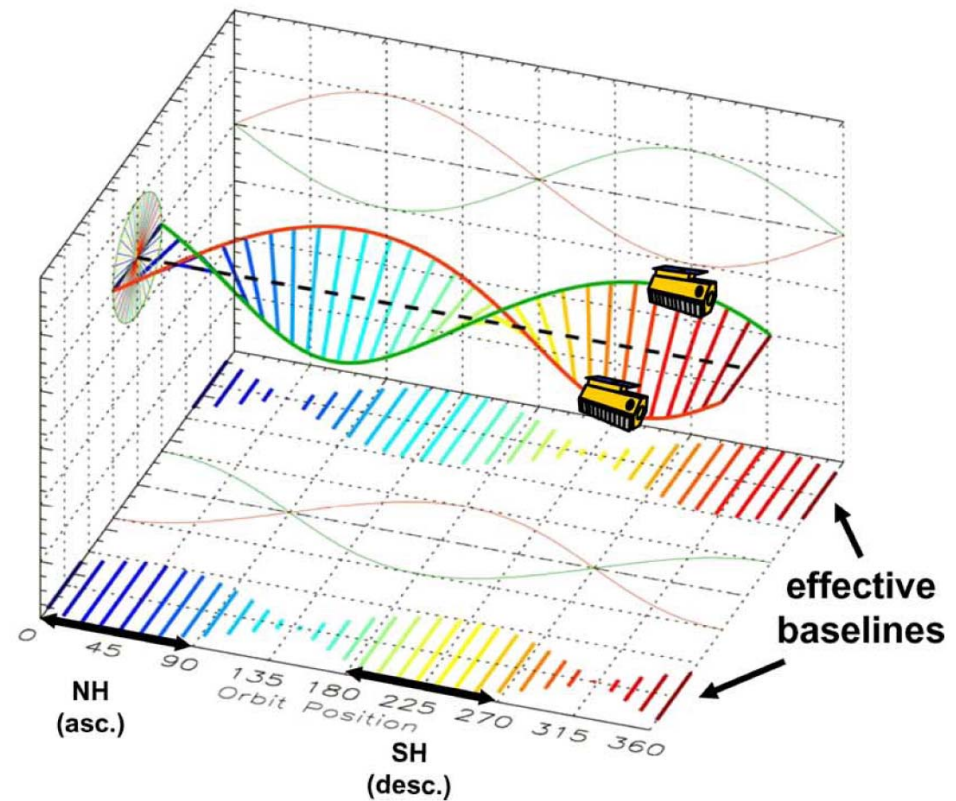 effective
baselines
0
45
90
135
180
225
270
315
360
Orbit Position
NH
(asc.)
SH
(desc.)